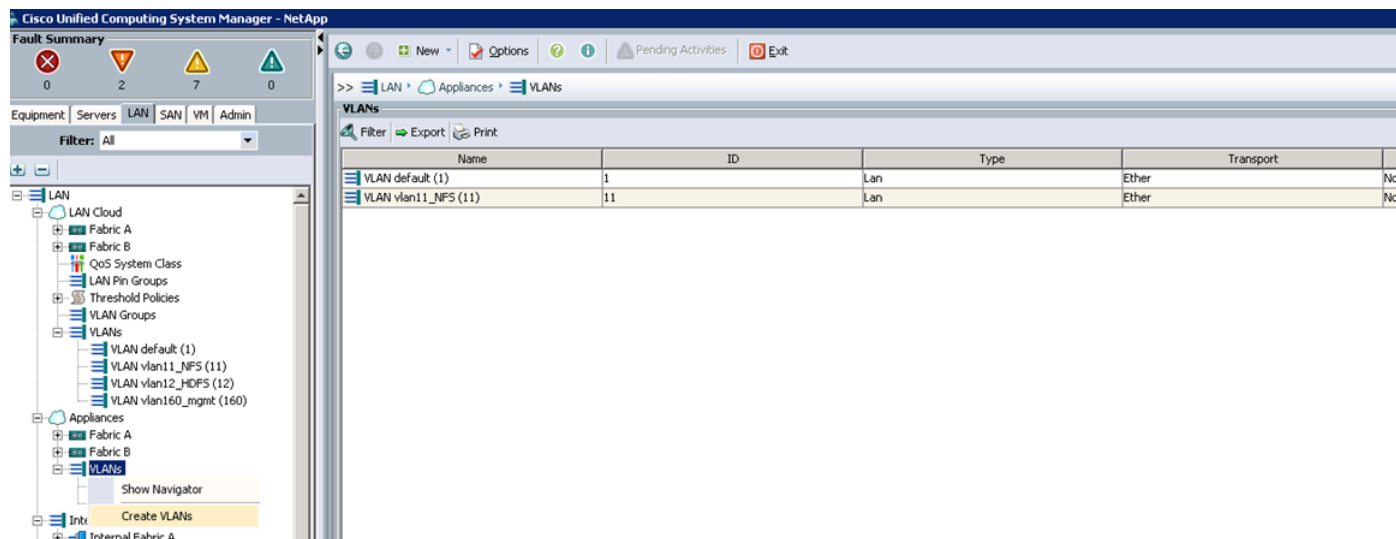 Cisco Unified Computing System Manager - NetApp
Fault Summary
0 2 7 0
New Options ? i Pending Activities Exit
>> LAN Appliances VLANs
Equipment Servers LAN SAN VM Admin
Filter: All
VLANs
Filter Export Print
Name ID Type Transport
VLAN default (1) 1 Lan Ether No
VLAN vlan11_NFS (11) 11 Lan Ether No
LAN
LAN Cloud
Fabric A
Fabric B
QoS System Class
LAN Pin Groups
Threshold Policies
VLAN Groups
VLANs
VLAN default (1)
VLAN vlan11_NFS (11)
VLAN vlan12_HDFS (12)
VLAN vlan160_mgmt (160)
Appliances
Fabric A
Fabric B
VLANs
Show Navigator
Create VLANs
Inte
Internal Fabric A